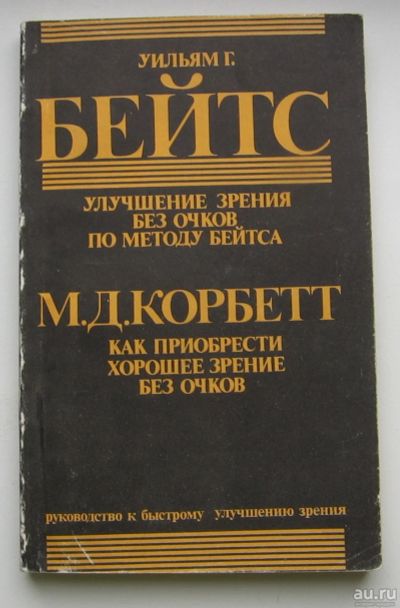 УИЛЬЯМ Г.
БЕЙТС
УЛУЧШЕНИЕ ЗРЕНИЯ
БЕЗ ОЧКОВ
ПО МЕТОДУ БЕЙТСА
М.Д.КОРБЕТТ
КАК ПРИОБРЕСТИ
ХОРОШЕЕ ЗРЕНИЕ
БЕЗ ОЧКОВ
руководство к быстрому улучшению зрения
au.ru